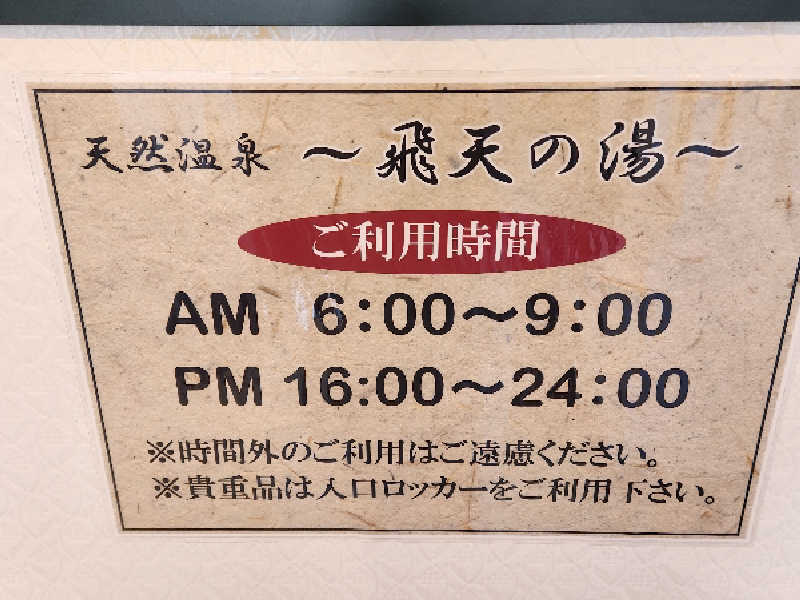 天然温泉 ～飛天の湯～
ご利用時間
AM 6:00～9:00
PM 16:00～24:00
※時間外のご利用はご遠慮ください。
※貴重品は入口ロッカーをご利用下さい。